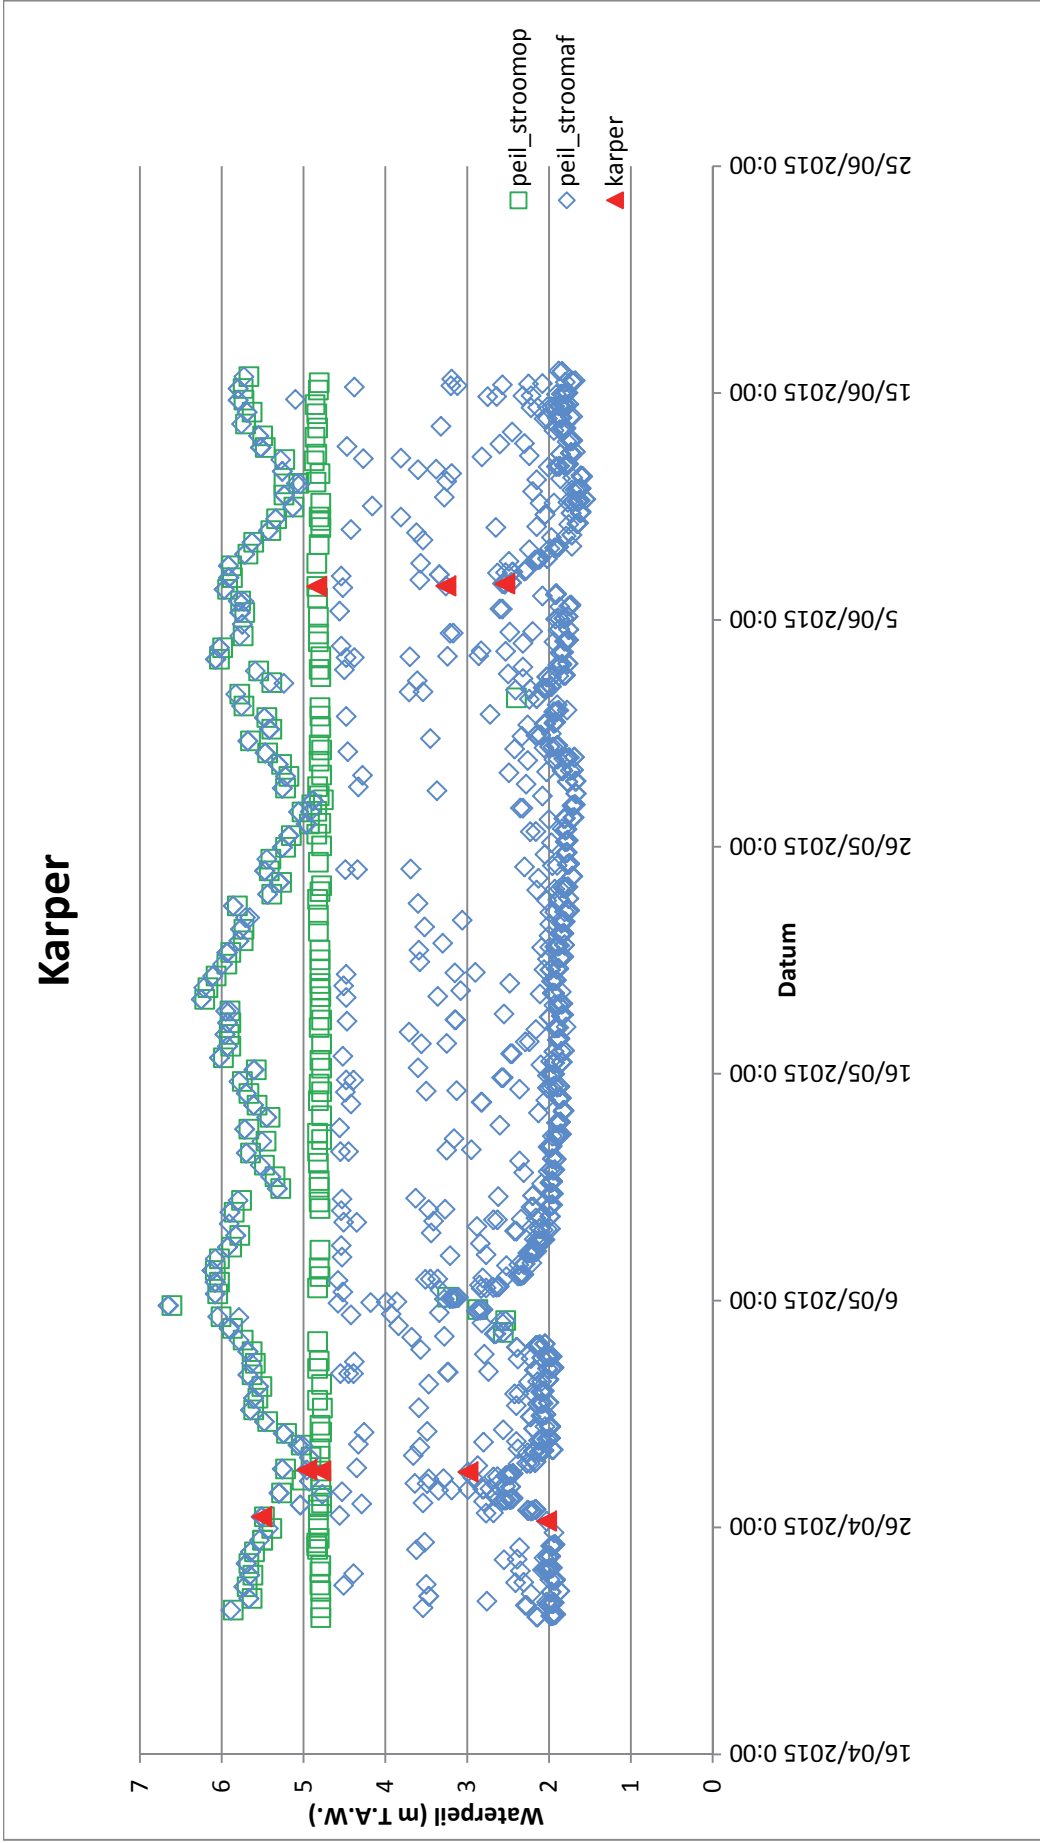 Karper
7
6
5
4
3
2
1
0
Waterpeil (m T.A.W.)
16/04/2015 0:00
26/04/2015 0:00
6/05/2015 0:00
16/05/2015 0:00
26/05/2015 0:00
5/06/2015 0:00
15/06/2015 0:00
25/06/2015 0:00
Datum
peil_stroomop
peil_stroomaf
karper